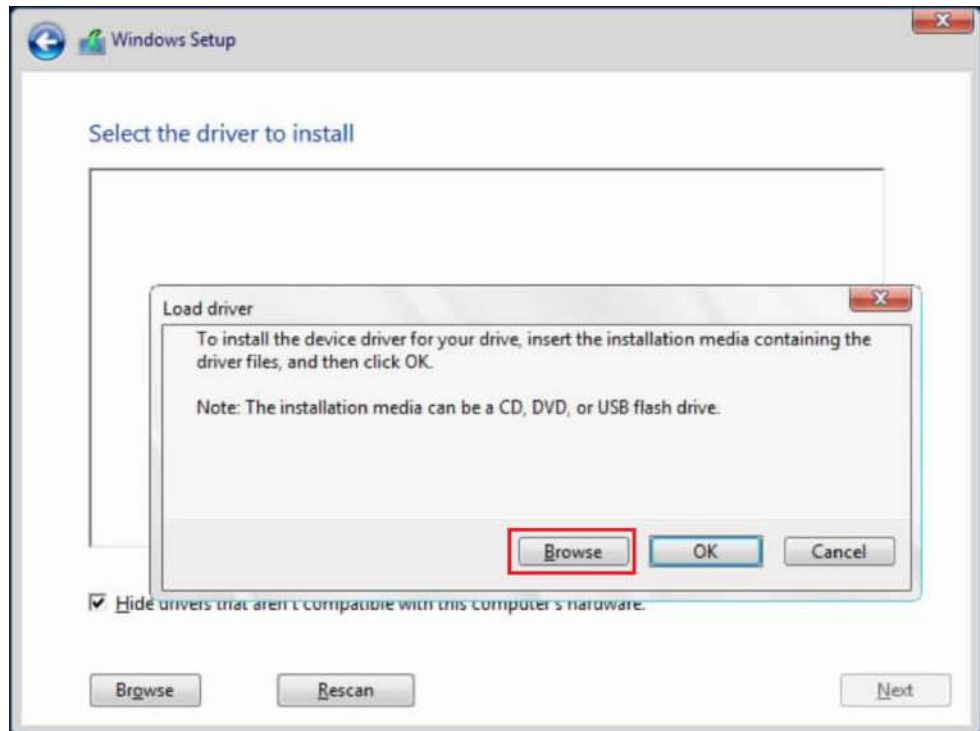 Windows Setup
Select the driver to install
Load driver
To install the device driver for your drive, insert the installation media containing the
driver files, and then click OK.
Note: The installation media can be a CD, DVD, or USB flash drive.
Browse OK Cancel
Hide drivers that aren't compatible with this computer's hardware.
Browse Rescan Next